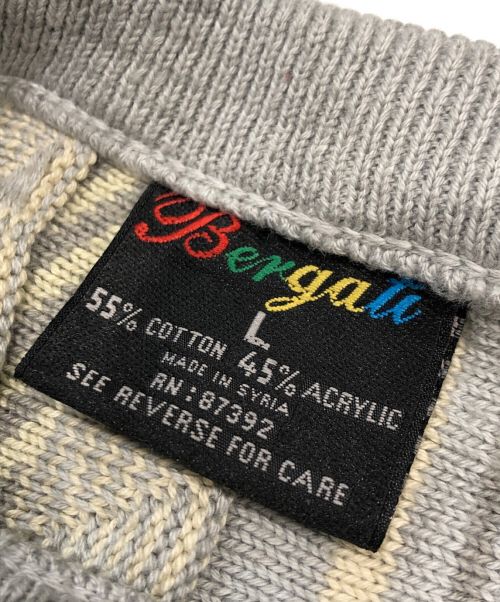 Bergati
L
55% COTTON 45% ACRYLIC
MADE IN SYRIA
RN: 87392
SEE REVERSE FOR CARE